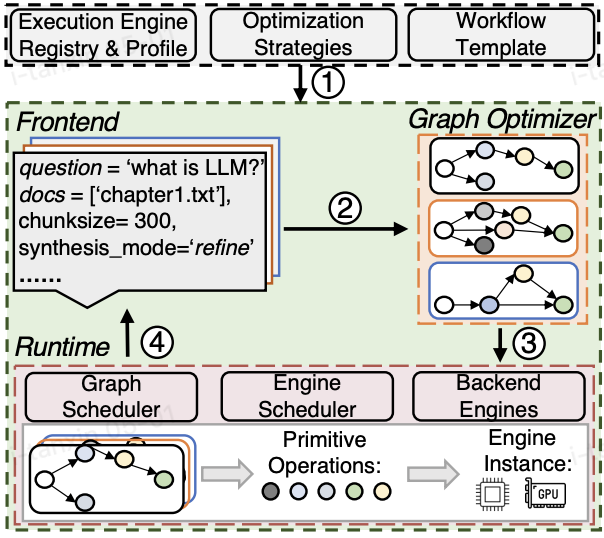 Execution Engine
Registry & Profile
Optimization
Strategies
Workflow
Template
①
Frontend
Graph Optimizer
question = ‘what is LLM?’
docs = [‘chapter1.txt’],
chunksize= 300,
synthesis_mode=‘refine’
......
②
③
④
Runtime
Graph
Scheduler
Engine
Scheduler
Backend
Engines
Primitive
Operations:
Engine
Instance:
GPU